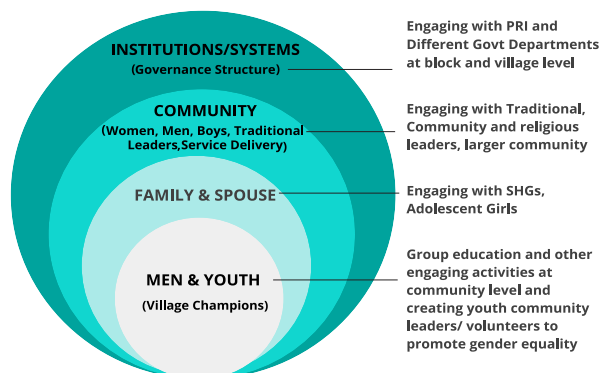 INSTITUTIONS/SYSTEMS
(Governance Structure)
Engaging with PRI and
Different Govt Departments
at block and village level
COMMUNITY
(Women, Men, Boys, Traditional
Leaders,Service Delivery)
Engaging with Traditional,
Community and religious
leaders, larger community
FAMILY & SPOUSE
Engaging with SHGs,
Adolescent Girls
MEN & YOUTH
(Village Champions)
Group education and other
engaging activities at
community level and
creating youth community
leaders/ volunteers to
promote gender equality